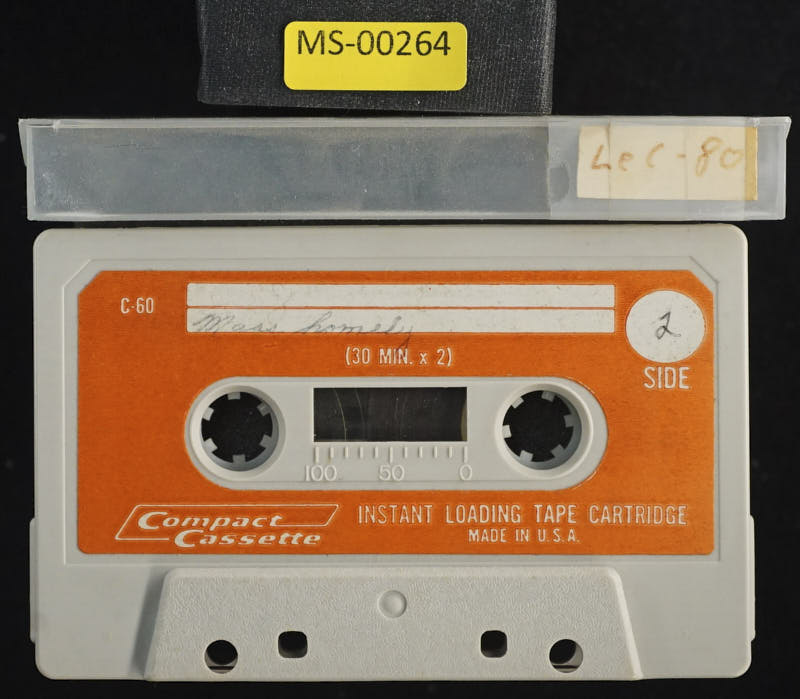 MS-00264
LeC-80
C-60
Mass homely
(30 MIN. x 2)
2
SIDE
100 50 0
Compact
Cassette
INSTANT LOADING TAPE CARTRIDGE
MADE IN U.S.A.